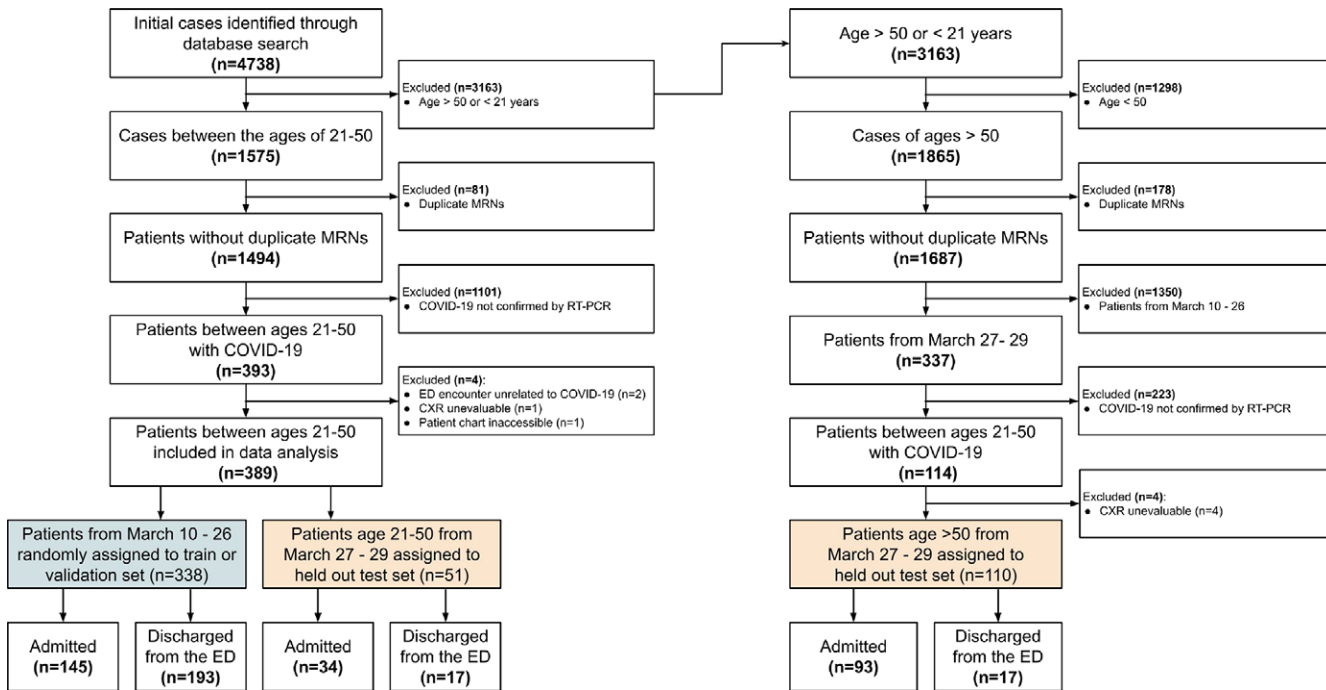 Initial cases identified through
database search
(n=4738)
Excluded (n=3163)
● Age > 50 or < 21 years
Cases between the ages of 21-50
(n=1575)
Excluded (n=81)
● Duplicate MRNs
Patients without duplicate MRNs
(n=1494)
Excluded (n=1101)
● COVID-19 not confirmed by RT-PCR
Patients between ages 21-50
with COVID-19
(n=393)
Excluded (n=4):
● ED encounter unrelated to COVID-19 (n=2)
● CXR unevaluable (n=1)
● Patient chart inaccessible (n=1)
Patients between ages 21-50
included in data analysis
(n=389)
Patients from March 10 - 26
randomly assigned to train or
validation set (n=338)
Patients age 21-50 from
March 27 - 29 assigned to
held out test set (n=51)
Admitted
(n=145)
Discharged
from the ED
(n=193)
Admitted
(n=34)
Discharged
from the ED
(n=17)
Age > 50 or < 21 years
(n=3163)
Excluded (n=1298)
● Age < 50
Cases of ages > 50
(n=1865)
Excluded (n=178)
● Duplicate MRNs
Patients without duplicate MRNs
(n=1687)
Excluded (n=1350)
● Patients from March 10 - 26
Patients from March 27- 29
(n=337)
Excluded (n=223)
● COVID-19 not confirmed by RT-PCR
Patients between ages 21-50
with COVID-19
(n=114)
Excluded (n=4)
● CXR unevaluable (n=4)
Patients age >50 from
March 27 - 29 assigned to
held out test set (n=110)
Admitted
(n=93)
Discharged
from the ED
(n=17)